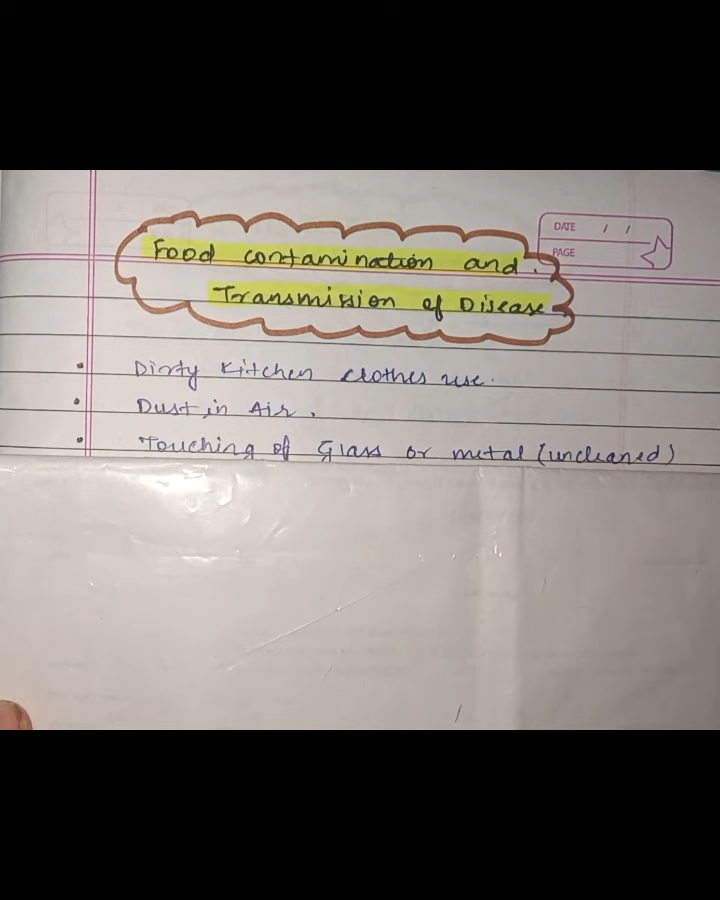 DATE / /
PAGE
Food contamination and.
Transmission of Disease
• Dirty Kitchen clothes use.
• Dust in Air.
• Touching of Glass or metal (uncleaned)